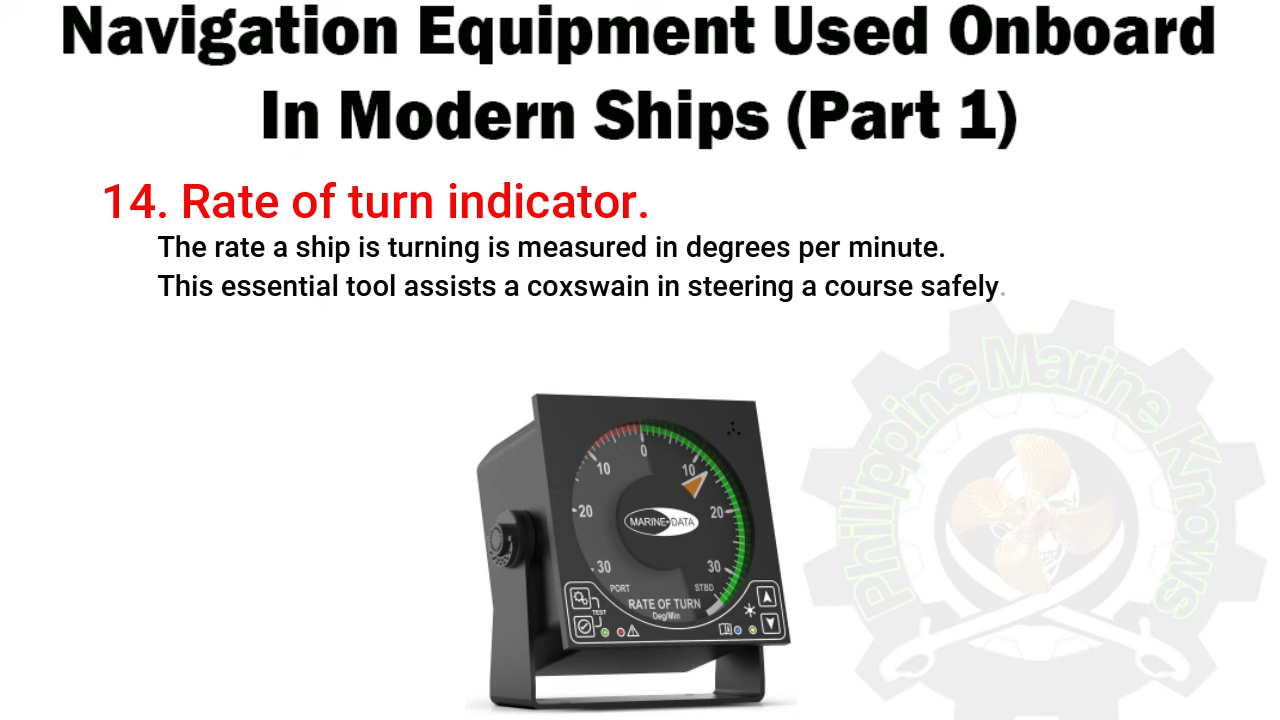 Navigation Equipment Used Onboard
In Modern Ships (Part 1)
14. Rate of turn indicator.
The rate a ship is turning is measured in degrees per minute.
This essential tool assists a coxswain in steering a course safely.
Philippine Marine Knows
0
10 10
20 20
30 30
MARINE DATA
PORT STBD
RATE OF TURN
Deg/Min
TEST